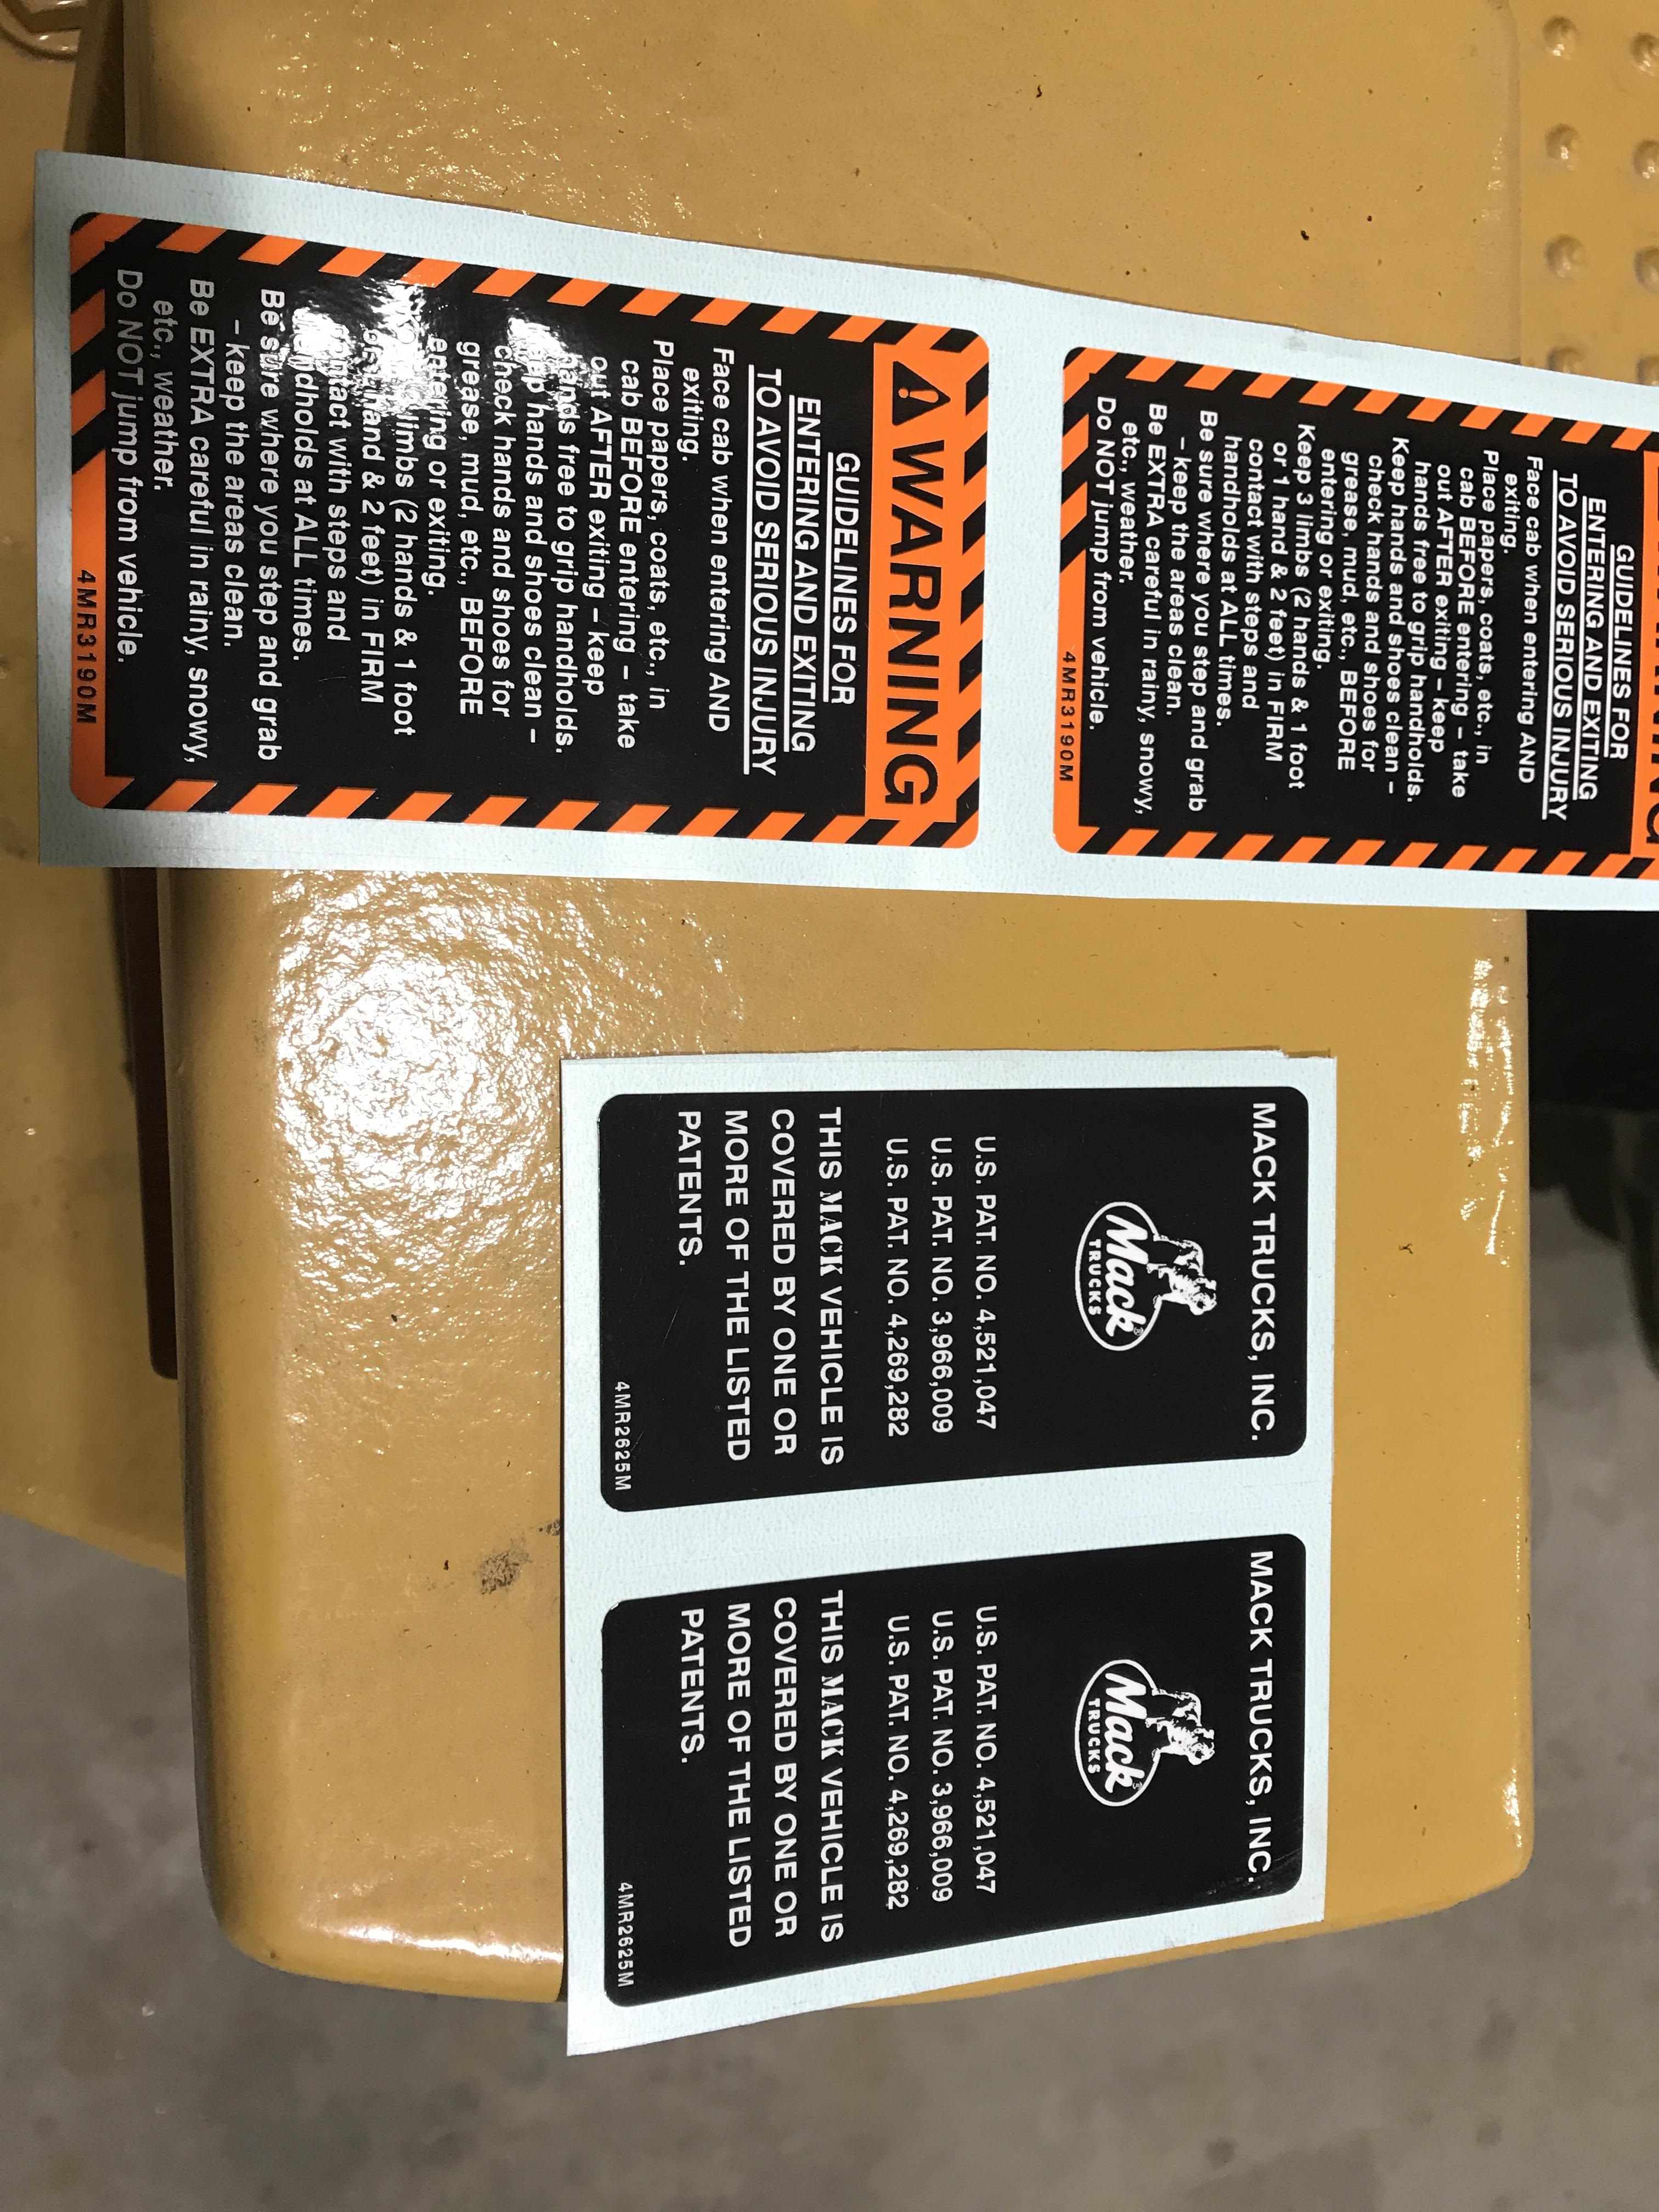 WARNING
GUIDELINES FOR
ENTERING AND EXITING
TO AVOID SERIOUS INJURY
Face cab when entering AND
exiting.
Place papers, coats, etc., in
cab BEFORE entering – take
out AFTER exiting – keep
hands free to grip handholds.
hands and shoes clean –
check hands and shoes for
grease, mud, etc., BEFORE
entering or exiting.
limbs (2 hands & 1 foot
hand & 2 feet) in FIRM
contact with steps and
handholds at ALL times.
Be sure where you step and grab
– keep the areas clean.
Be EXTRA careful in rainy, snowy,
etc., weather.
Do NOT jump from vehicle.
4MR3190M
GUIDELINES FOR
ENTERING AND EXITING
TO AVOID SERIOUS INJURY
Face cab when entering AND
exiting.
Place papers, coats, etc., in
cab BEFORE entering – take
out AFTER exiting – keep
hands free to grip handholds.
Keep hands and shoes clean –
check hands and shoes for
grease, mud, etc., BEFORE
entering or exiting.
Keep 3 limbs (2 hands & 1 foot
or 1 hand & 2 feet) in FIRM
contact with steps and
handholds at ALL times.
Be sure where you step and grab
– keep the areas clean.
Be EXTRA careful in rainy, snowy,
etc., weather.
Do NOT jump from vehicle.
4MR3190M
MACK TRUCKS, INC.
Mack®
TRUCKS
U.S. PAT. NO. 4,521,047
U.S. PAT. NO. 3,966,009
U.S. PAT. NO. 4,269,282
THIS MACK VEHICLE IS
COVERED BY ONE OR
MORE OF THE LISTED
PATENTS.
4MR2625M
MACK TRUCKS, INC.
Mack®
TRUCKS
U.S. PAT. NO. 4,521,047
U.S. PAT. NO. 3,966,009
U.S. PAT. NO. 4,269,282
THIS MACK VEHICLE IS
COVERED BY ONE OR
MORE OF THE LISTED
PATENTS.
4MR2625M